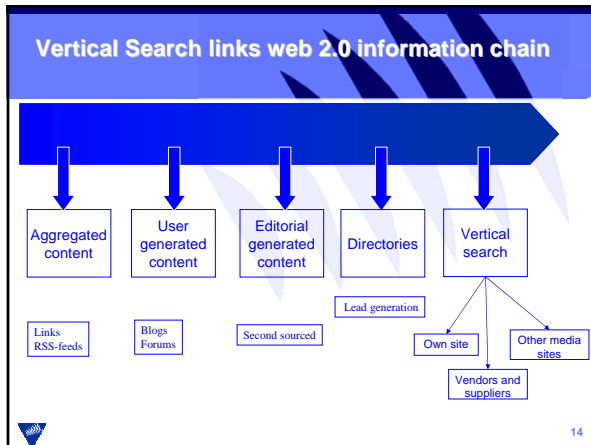 Vertical Search links web 2.0 information chain
Aggregated
content
User
generated
content
Editorial
generated
content
Directories
Vertical
search
Links
RSS-feeds
Blogs
Forums
Second sourced
Lead generation
Own site
Vendors and
suppliers
Other media
sites
14